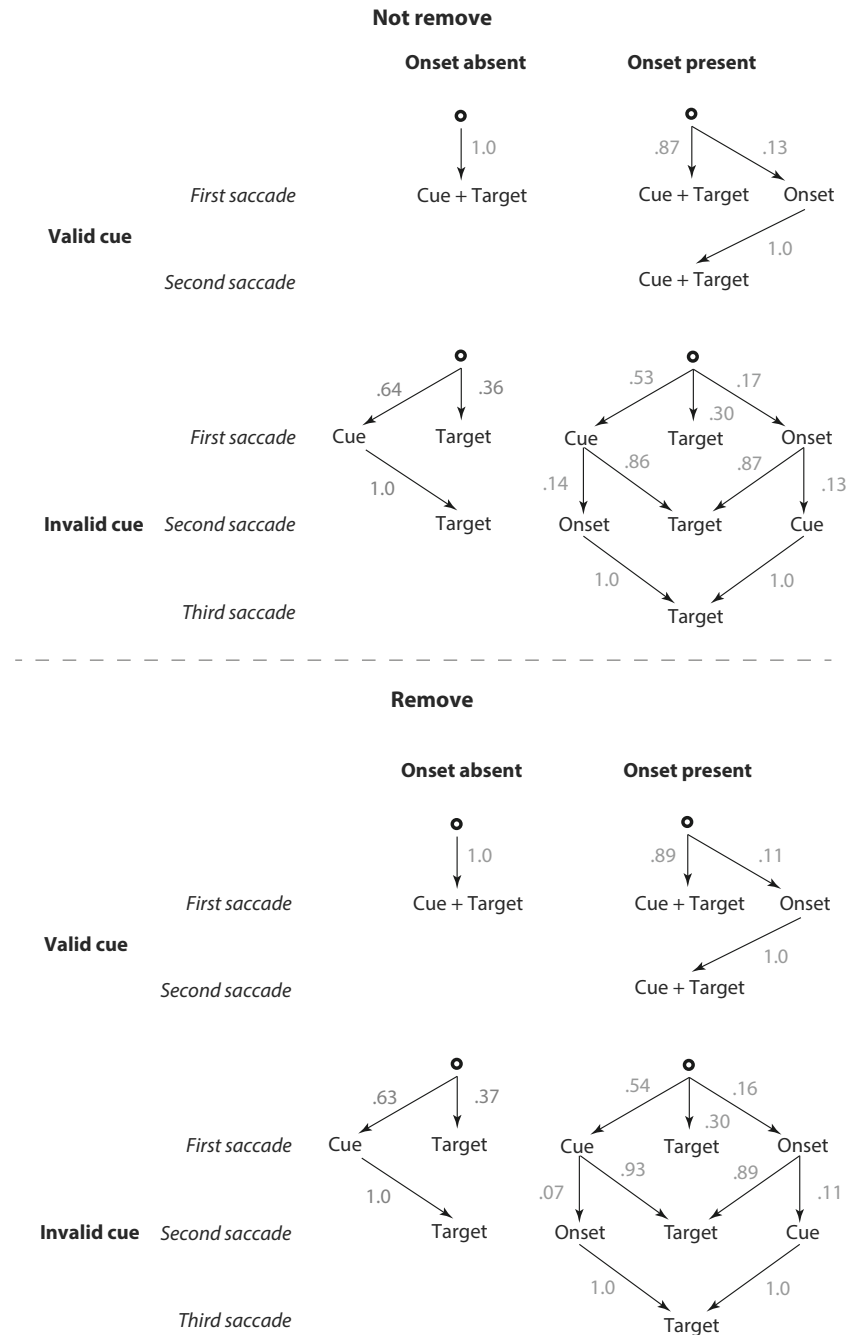 Not remove
Onset absent Onset present
1.0 .87 .13
First saccade Cue + Target Cue + Target Onset
Valid cue
1.0
Second saccade Cue + Target
.64 .36 .53 .17
.30
First saccade Cue Target Cue Target Onset
1.0 .14 .86 .87 .13
Invalid cue Second saccade Target Onset Target Cue
1.0 1.0
Third saccade Target
Remove
Onset absent Onset present
1.0 .89 .11
First saccade Cue + Target Cue + Target Onset
Valid cue
1.0
Second saccade Cue + Target
.63 .37 .54 .16
.30
First saccade Cue Target Cue Target Onset
1.0 .07 .93 .89 .11
Invalid cue Second saccade Target Onset Target Cue
1.0 1.0
Third saccade Target